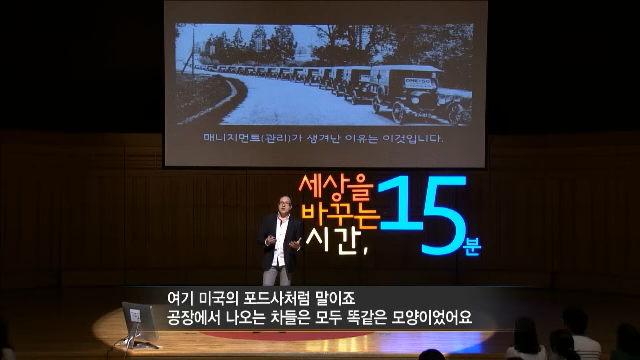 매니지먼트(관리)가 생겨난 이유는 이것입니다.
세상을
바꾸는
시간,
15분
여기 미국의 포드사처럼 말이죠
공장에서 나오는 차들은 모두 똑같은 모양이었어요